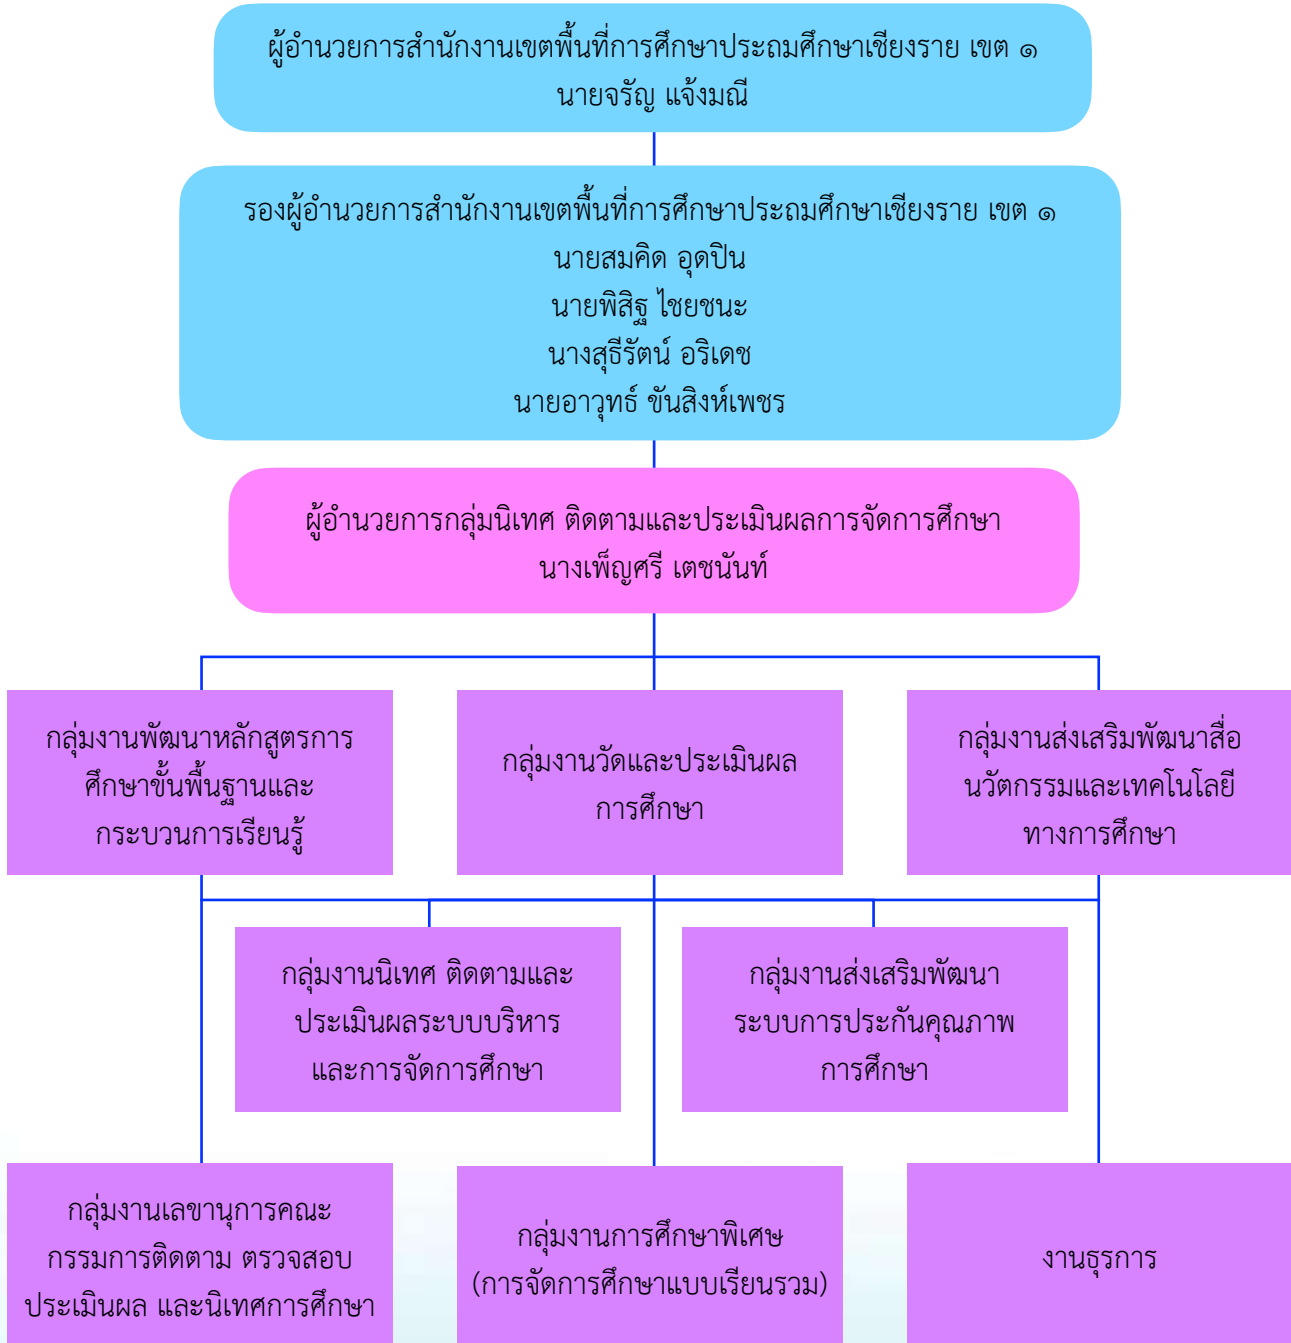 ผู้อำนวยการสำนักงานเขตพื้นที่การศึกษาประถมศึกษาเชียงราย เขต ๑
นายจรัญ แจ้งมณี
รองผู้อำนวยการสำนักงานเขตพื้นที่การศึกษาประถมศึกษาเชียงราย เขต ๑
นายสมคิด อุดปิน
นายพิสิฐ ไชยชนะ
นางสุธีรัตน์ อริเดช
นายอาวุทธ์ ขันสิงห์เพชร
ผู้อำนวยการกลุ่มนิเทศ ติดตามและประเมินผลการจัดการศึกษา
นางเพ็ญศรี เตชนันท์
กลุ่มงานพัฒนาหลักสูตรการ
ศึกษาขั้นพื้นฐานและ
กระบวนการเรียนรู้
กลุ่มงานวัดและประเมินผล
การศึกษา
กลุ่มงานส่งเสริมพัฒนาสื่อ
นวัตกรรมและเทคโนโลยี
ทางการศึกษา
กลุ่มงานนิเทศ ติดตามและ
ประเมินผลระบบบริหาร
และการจัดการศึกษา
กลุ่มงานส่งเสริมพัฒนา
ระบบการประกันคุณภาพ
การศึกษา
กลุ่มงานเลขานุการคณะ
กรรมการติดตาม ตรวจสอบ
ประเมินผล และนิเทศการศึกษา
กลุ่มงานการศึกษาพิเศษ
(การจัดการศึกษาแบบเรียนรวม)
งานธุรการ